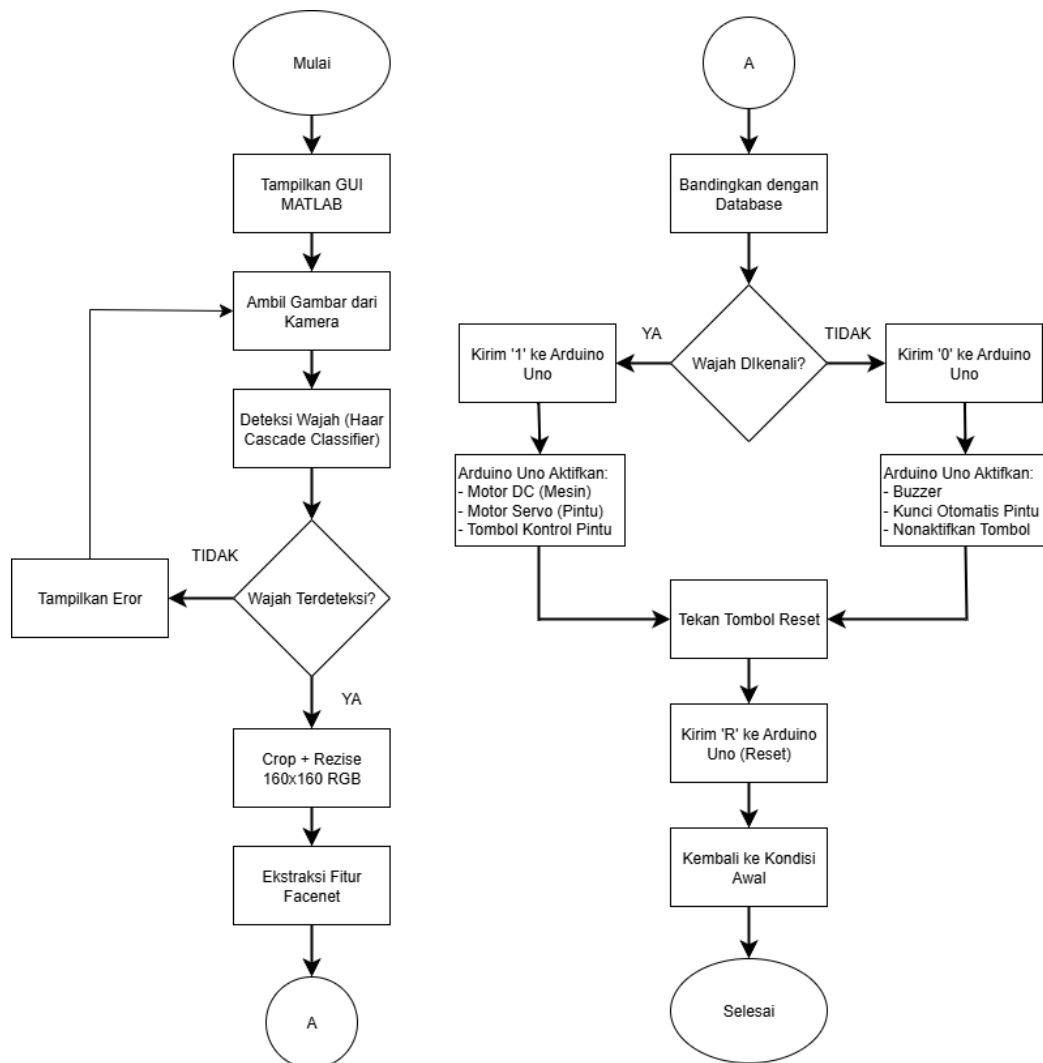 Mulai
Tampilkan GUI
MATLAB
Ambil Gambar dari
Kamera
Deteksi Wajah (Haar
Cascade Classifier)
TIDAK
Wajah Terdeteksi?
Tampilkan Eror
YA
Crop + Rezise
160x160 RGB
Ekstraksi Fitur
Facenet
A
A
Bandingkan dengan
Database
YA
TIDAK
Wajah DIkenali?
Kirim '1' ke Arduino
Uno
Kirim '0' ke Arduino
Uno
Arduino Uno Aktifkan:
- Motor DC (Mesin)
- Motor Servo (Pintu)
- Tombol Kontrol Pintu
Arduino Uno Aktifkan:
- Buzzer
- Kunci Otomatis Pintu
- Nonaktifkan Tombol
Tekan Tombol Reset
Kirim 'R' ke Arduino
Uno (Reset)
Kembali ke Kondisi
Awal
Selesai